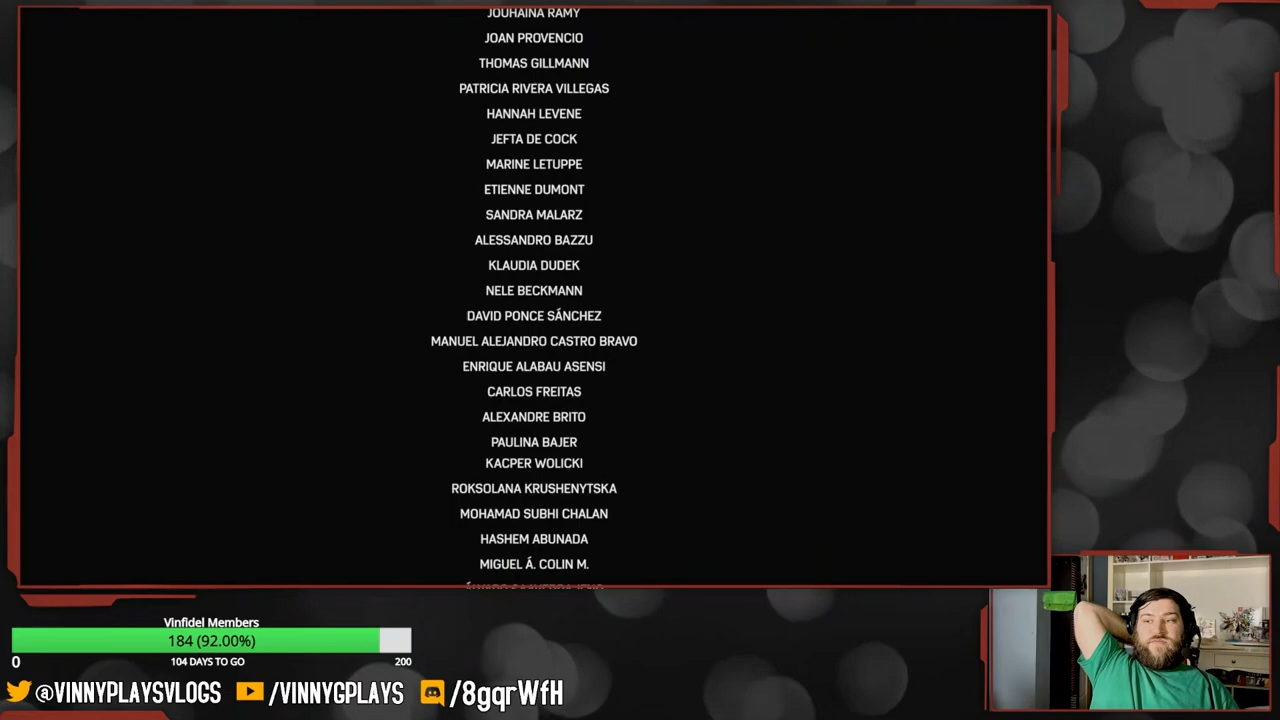 JOUHAINA RAMY
JOAN PROVENCIO
THOMAS GILLMANN
PATRICIA RIVERA VILLEGAS
HANNAH LEVENE
JEFTA DE COCK
MARINE LETUPPE
ETIENNE DUMONT
SANDRA MALARZ
ALESSANDRO BAZZU
KLAUDIA DUDEK
NELE BECKMANN
DAVID PONCE SÁNCHEZ
MANUEL ALEJANDRO CASTRO BRAVO
ENRIQUE ALABAU ASENSI
CARLOS FREITAS
ALEXANDRE BRITO
PAULINA BAJER
KACPER WOLICKI
ROKSOLANA KRUSHENYTSKA
MOHAMAD SUBHI CHALAN
HASHEM ABUNADA
MIGUEL Á. COLIN M.
Vinfidel Members
184 (92.00%)
0 104 DAYS TO GO 200
@VINNYPLAYSVLOGS /VINNYGPLAYS /8gqrWfH